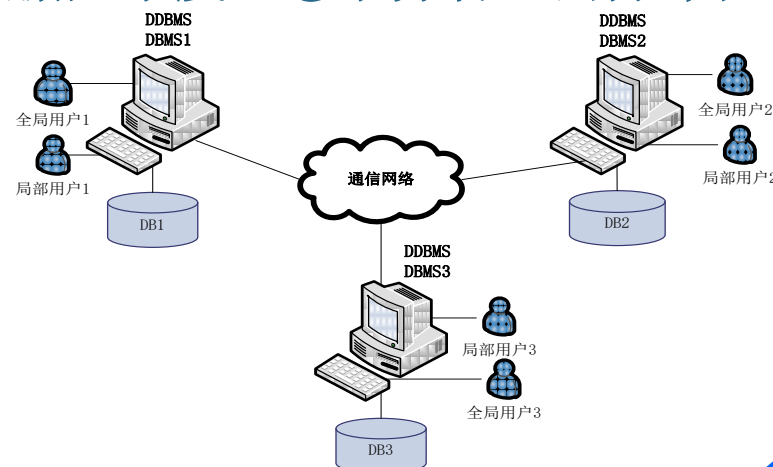 DDBMS
DBMS1
全局用户1
局部用户1
DB1
通信网络
DDBMS
DBMS2
全局用户2
局部用户2
DB2
DDBMS
DBMS3
局部用户3
全局用户3
DB3